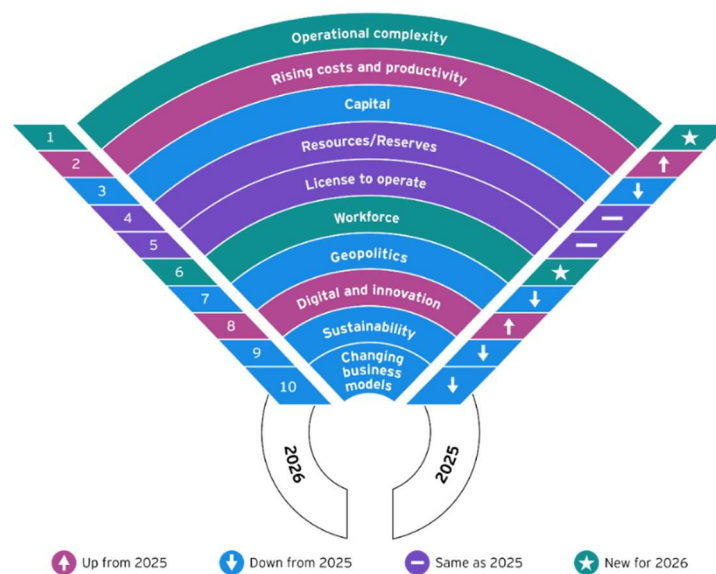 Operational complexity
Rising costs and productivity
Capital
Resources/Reserves
License to operate
Workforce
Geopolitics
Digital and innovation
Sustainability
Changing
business
models
1
2
3
4
5
6
7
8
9
10
2026
2025
Up from 2025
Down from 2025
Same as 2025
New for 2026